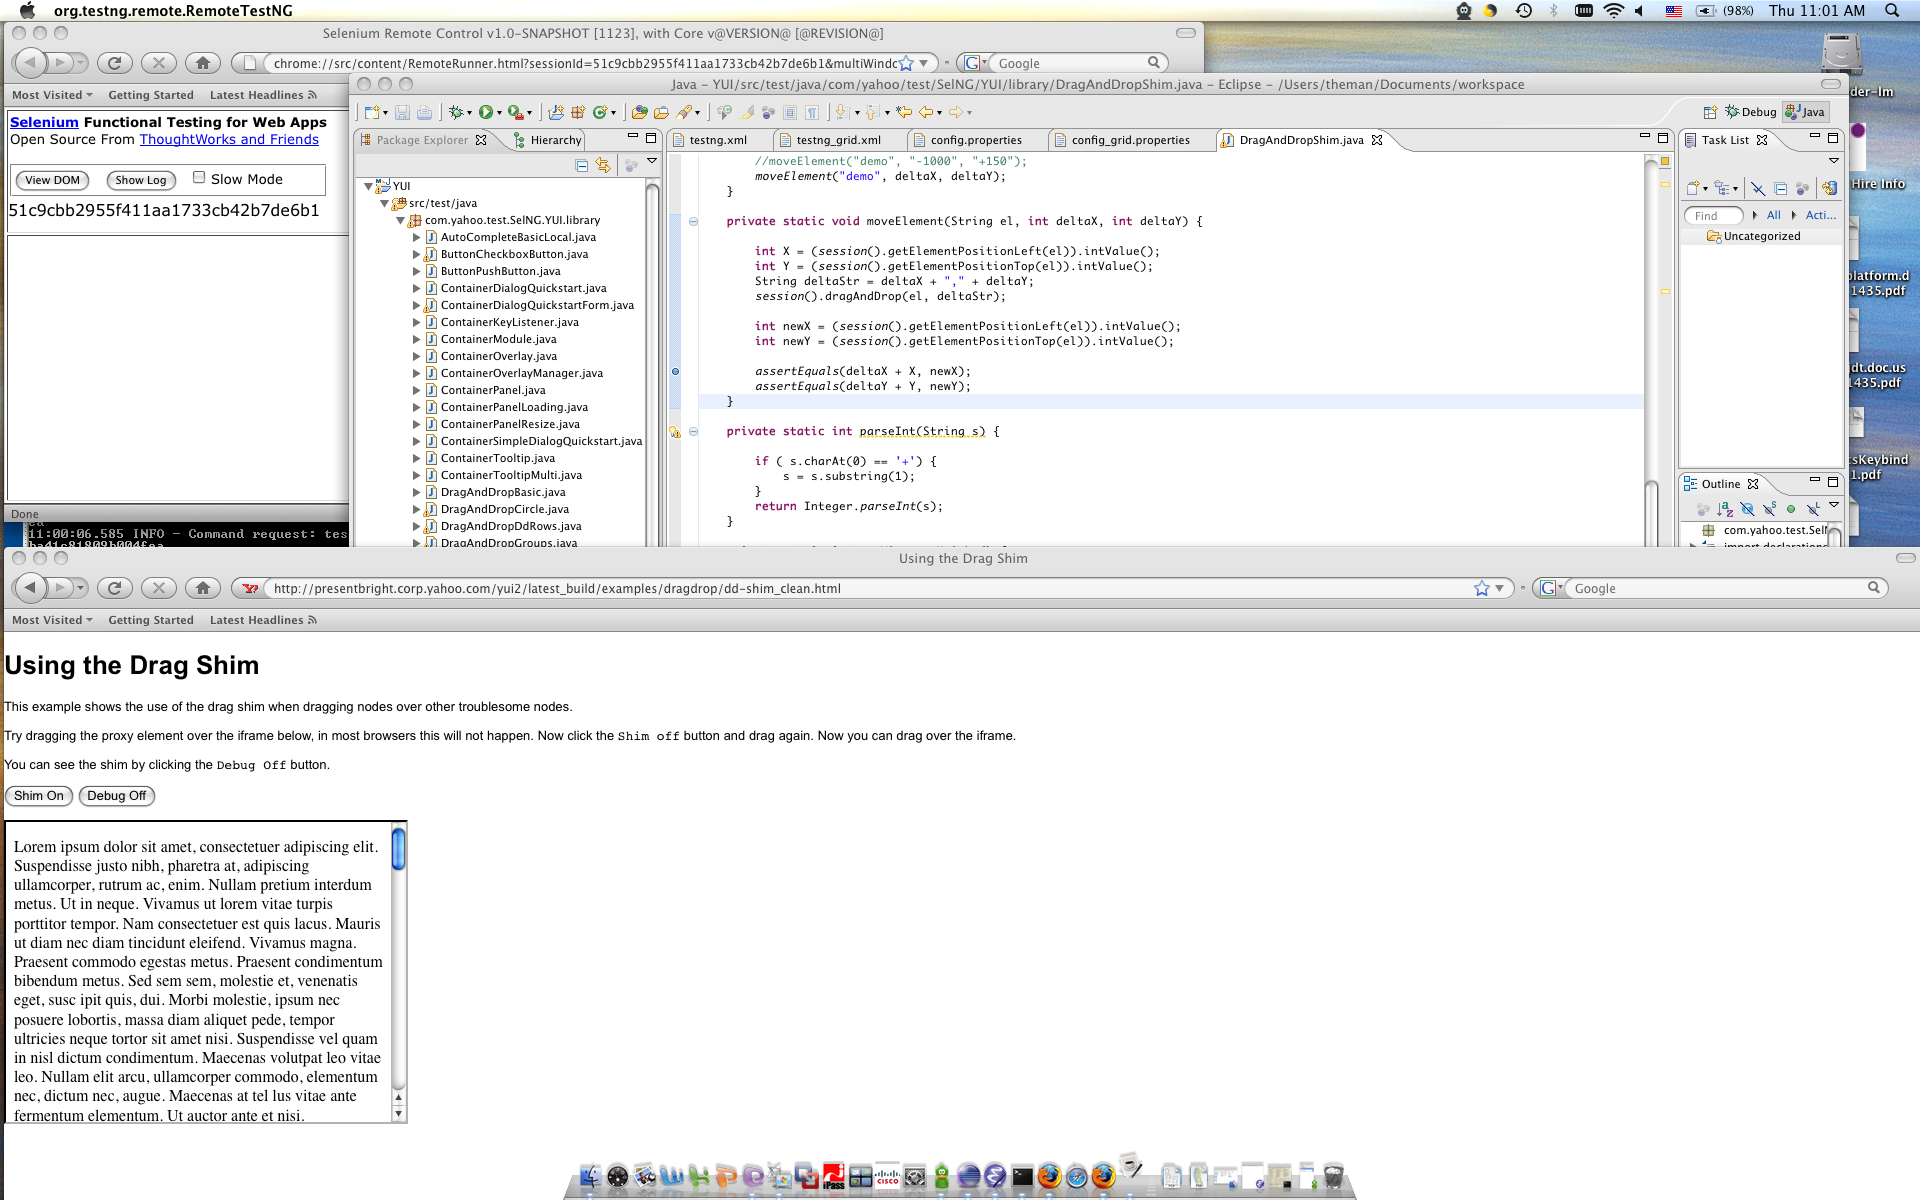 org.testng.remote.RemoteTestNG
(98%) Thu 11:01 AM
Selenium Remote Control v1.0-SNAPSHOT [1123], with Core v@VERSION@ [@REVISION@]
chrome://src/content/RemoteRunner.html?sessionId=51c9cbb2955f411aa1733cb42b7de6b1&multiWindc
Google
Most Visited Getting Started Latest Headlines
Selenium Functional Testing for Web Apps
Open Source From ThoughtWorks and Friends
View DOM Show Log Slow Mode
51c9cbb2955f411aa1733cb42b7de6b1
Done
11:00:06.585 INFO - Command request: tes
Java - YUI/src/test/java/com/yahoo/test/SelNG/YUI/library/DragAndDropShim.java - Eclipse - /Users/theman/Documents/workspace
Debug Java
Package Explorer Hierarchy
YUI
src/test/java
com.yahoo.test.SelNG.YUI.library
AutoCompleteBasicLocal.java
ButtonCheckboxButton.java
ButtonPushButton.java
ContainerDialogQuickstart.java
ContainerDialogQuickstartForm.java
ContainerKeyListener.java
ContainerModule.java
ContainerOverlay.java
ContainerOverlayManager.java
ContainerPanel.java
ContainerPanelLoading.java
ContainerPanelResize.java
ContainerSimpleDialogQuickstart.java
ContainerTooltip.java
ContainerTooltipMulti.java
DragAndDropBasic.java
DragAndDropCircle.java
DragAndDropDdRows.java
DragAndDropGroups.java
testng.xml testng_grid.xml config.properties config_grid.properties DragAndDropShim.java
//moveElement("demo", "-1000", "+150");
moveElement("demo", deltaX, deltaY);
}
private static void moveElement(String el, int deltaX, int deltaY) {
int X = (session().getElementPositionLeft(el)).intValue();
int Y = (session().getElementPositionTop(el)).intValue();
String deltaStr = deltaX + "," + deltaY;
session().dragAndDrop(el, deltaStr);
int newX = (session().getElementPositionLeft(el)).intValue();
int newY = (session().getElementPositionTop(el)).intValue();
assertEquals(deltaX + X, newX);
assertEquals(deltaY + Y, newY);
}
private static int parseInt(String s) {
if ( s.charAt(0) == '+') {
s = s.substring(1);
}
return Integer.parseInt(s);
}
Task List
Find All Acti...
Uncategorized
Outline
com.yahoo.test.SelN
import declarations
der-Im
Hire Info
platform.d
1435.pdf
jdt.doc.us
1435.pdf
tsKeybind
1.pdf
Using the Drag Shim
http://presentbright.corp.yahoo.com/yui2/latest_build/examples/dragdrop/dd-shim_clean.html
Google
Most Visited Getting Started Latest Headlines
Using the Drag Shim
This example shows the use of the drag shim when dragging nodes over other troublesome nodes.
Try dragging the proxy element over the iframe below, in most browsers this will not happen. Now click the Shim off button and drag again. Now you can drag over the iframe.
You can see the shim by clicking the Debug Off button.
Shim On Debug Off
Lorem ipsum dolor sit amet, consectetuer adipiscing elit.
Suspendisse justo nibh, pharetra at, adipiscing
ullamcorper, rutrum ac, enim. Nullam pretium interdum
metus. Ut in neque. Vivamus ut lorem vitae turpis
porttitor tempor. Nam consectetuer est quis lacus. Mauris
ut diam nec diam tincidunt eleifend. Vivamus magna.
Praesent commodo egestas metus. Praesent condimentum
bibendum metus. Sed sem sem, molestie et, venenatis
eget, susc ipit quis, dui. Morbi molestie, ipsum nec
posuere lobortis, massa diam aliquet pede, tempor
ultricies neque tortor sit amet nisi. Suspendisse vel quam
in nisl dictum condimentum. Maecenas volutpat leo vitae
leo. Nullam elit arcu, ullamcorper commodo, elementum
nec, dictum nec, augue. Maecenas at tel lus vitae ante
fermentum elementum. Ut auctor ante et nisi.
iPass
CISCO